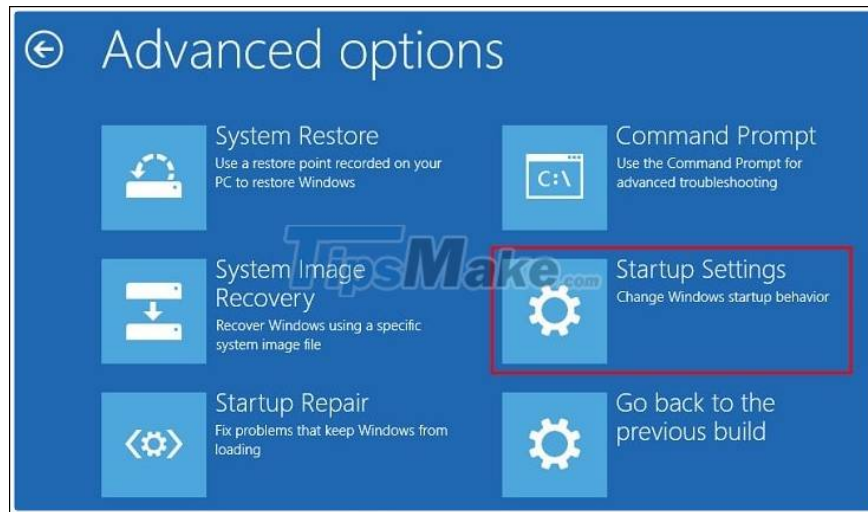 Advanced options
System Restore
Use a restore point recorded on your
PC to restore Windows
Command Prompt
Use the Command Prompt for
advanced troubleshooting
C:\
TipsMake.com
System Image
Recovery
Recover Windows using a specific
system image file
Startup Settings
Change Windows startup behavior
Startup Repair
Fix problems that keep Windows from
loading
Go back to the
previous build